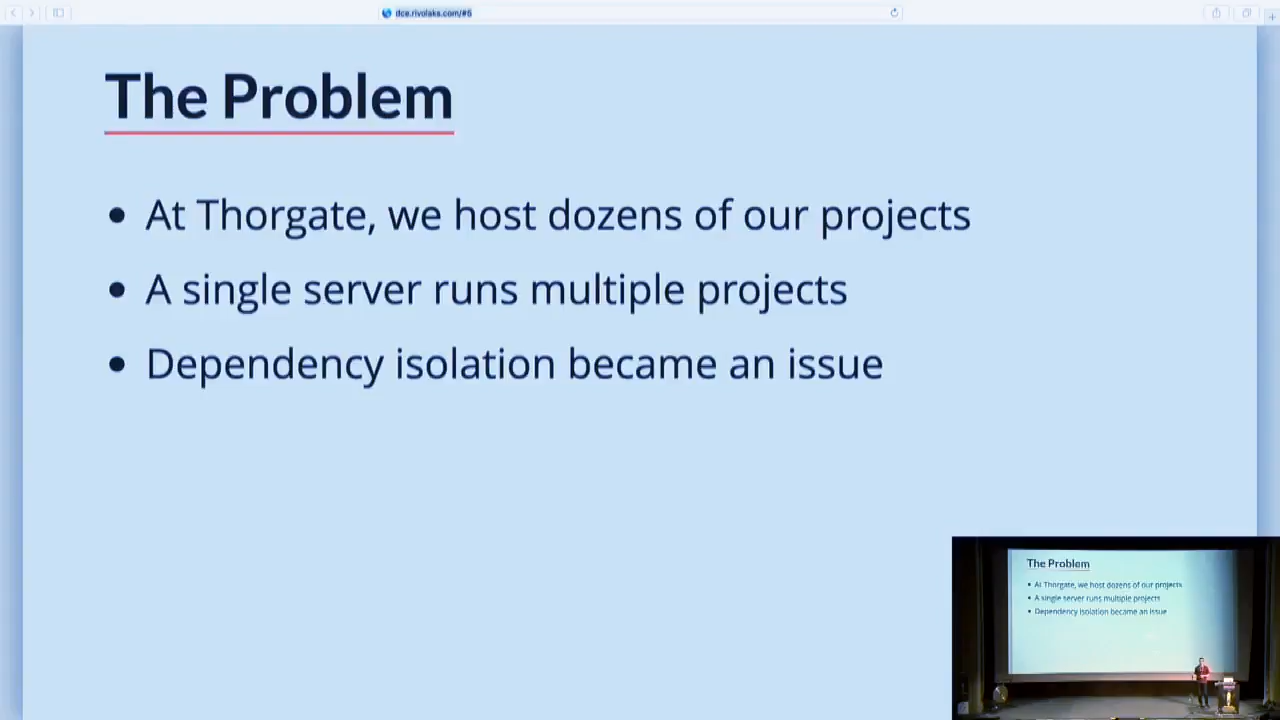 dce.rivolaks.com/#5
The Problem
At Thorgate, we host dozens of our projects
A single server runs multiple projects
Dependency isolation became an issue
The Problem
At Thorgate, we host dozens of our projects
A single server runs multiple projects
Dependency isolation became an issue